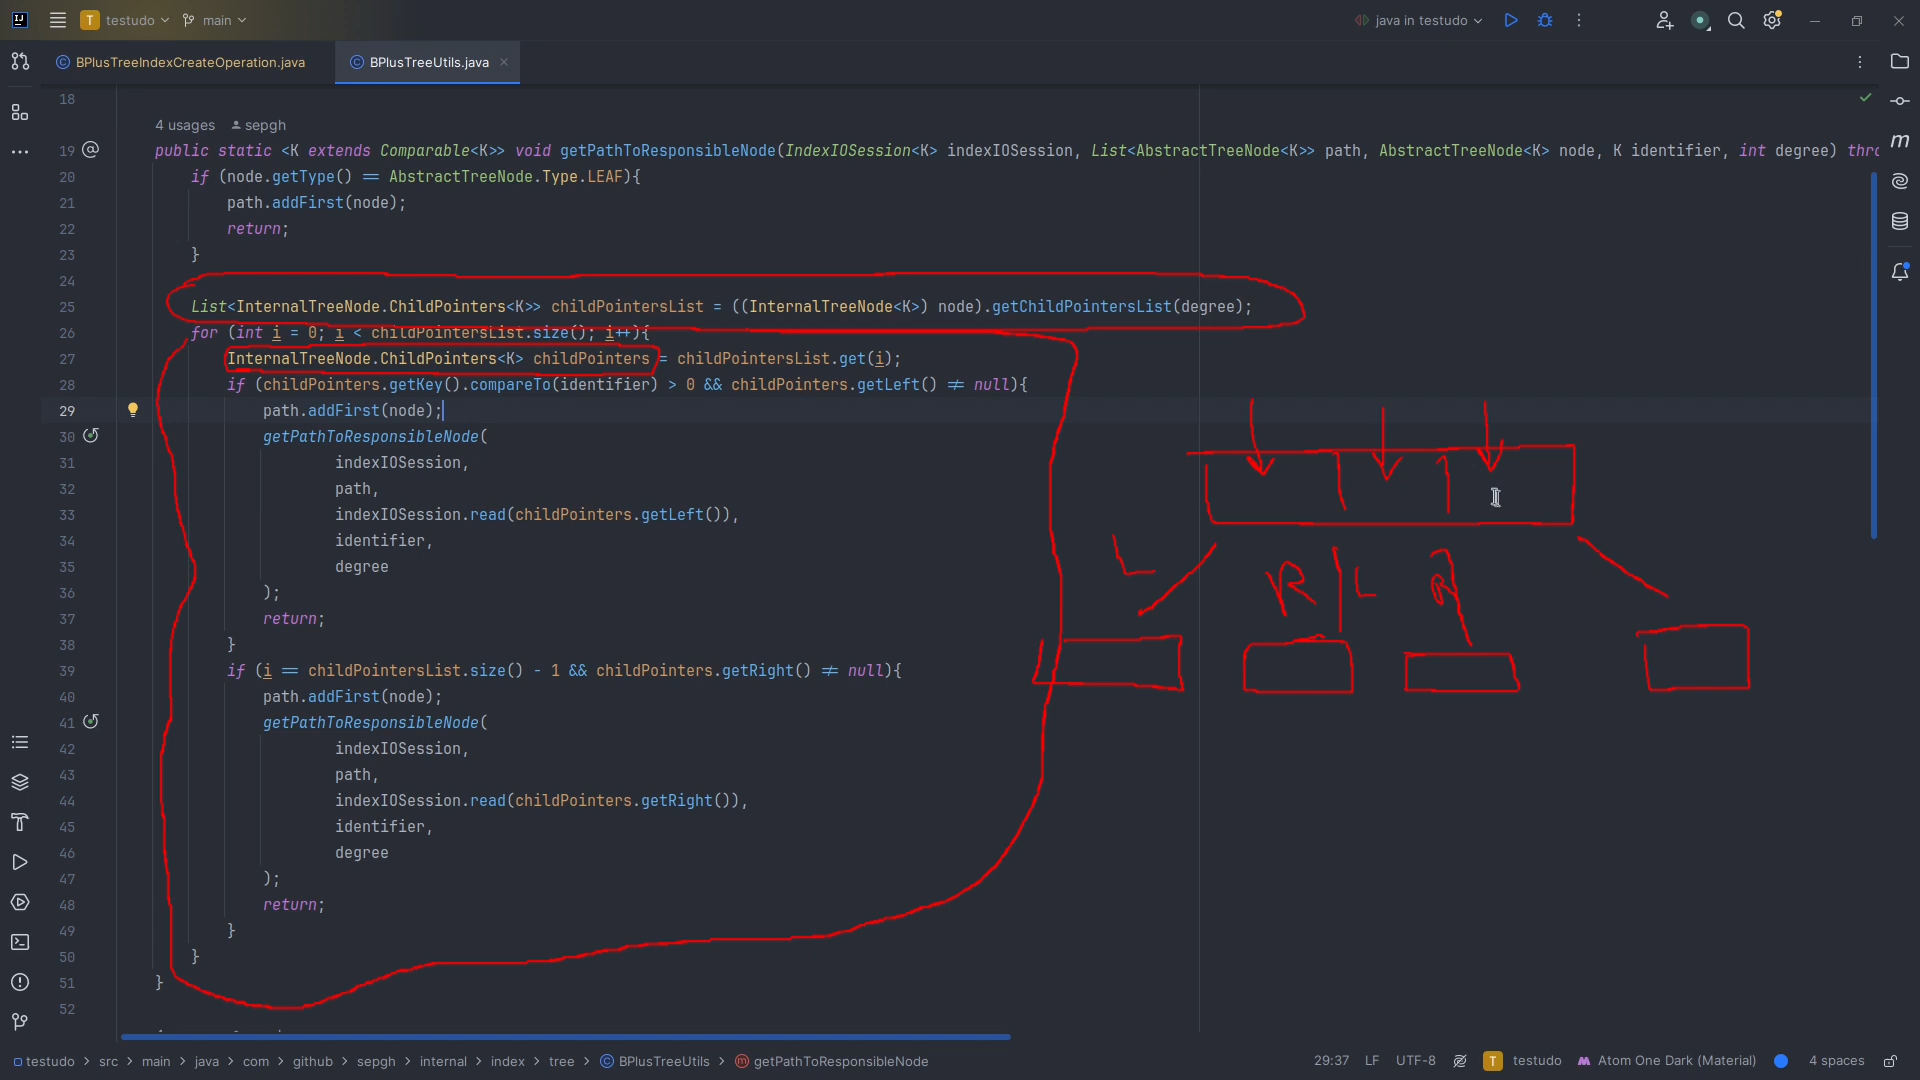 IJ
T testudo main
java in testudo
BPlusTreeIndexCreateOperation.java
BPlusTreeUtils.java
18
4 usages sepgh
19 @ public static <K extends Comparable<K>> void getPathToResponsibleNode(IndexIOSession<K> indexIOSession, List<AbstractTreeNode<K>> path, AbstractTreeNode<K> node, K identifier, int degree) thr
20 if (node.getType() == AbstractTreeNode.Type.LEAF){
21 path.addFirst(node);
22 return;
23 }
24
25 List<InternalTreeNode.ChildPointers<K>> childPointersList = ((InternalTreeNode<K>) node).getChildPointersList(degree);
26 for (int i = 0; i < childPointersList.size(); i++){
27 InternalTreeNode.ChildPointers<K> childPointers = childPointersList.get(i);
28 if (childPointers.getKey().compareTo(identifier) > 0 && childPointers.getLeft() != null){
29 path.addFirst(node);
30 getPathToResponsibleNode(
31 indexIOSession,
32 path,
33 indexIOSession.read(childPointers.getLeft()),
34 identifier,
35 degree
36 );
37 return;
38 }
39 if (i == childPointersList.size() - 1 && childPointers.getRight() != null){
40 path.addFirst(node);
41 getPathToResponsibleNode(
42 indexIOSession,
43 path,
44 indexIOSession.read(childPointers.getRight()),
45 identifier,
46 degree
47 );
48 return;
49 }
50 }
51 }
52
L R L R
testudo > src > main > java > com > github > sepgh > internal > index > tree > BPlusTreeUtils > getPathToResponsibleNode
29:37 LF UTF-8 T testudo Atom One Dark (Material) 4 spaces